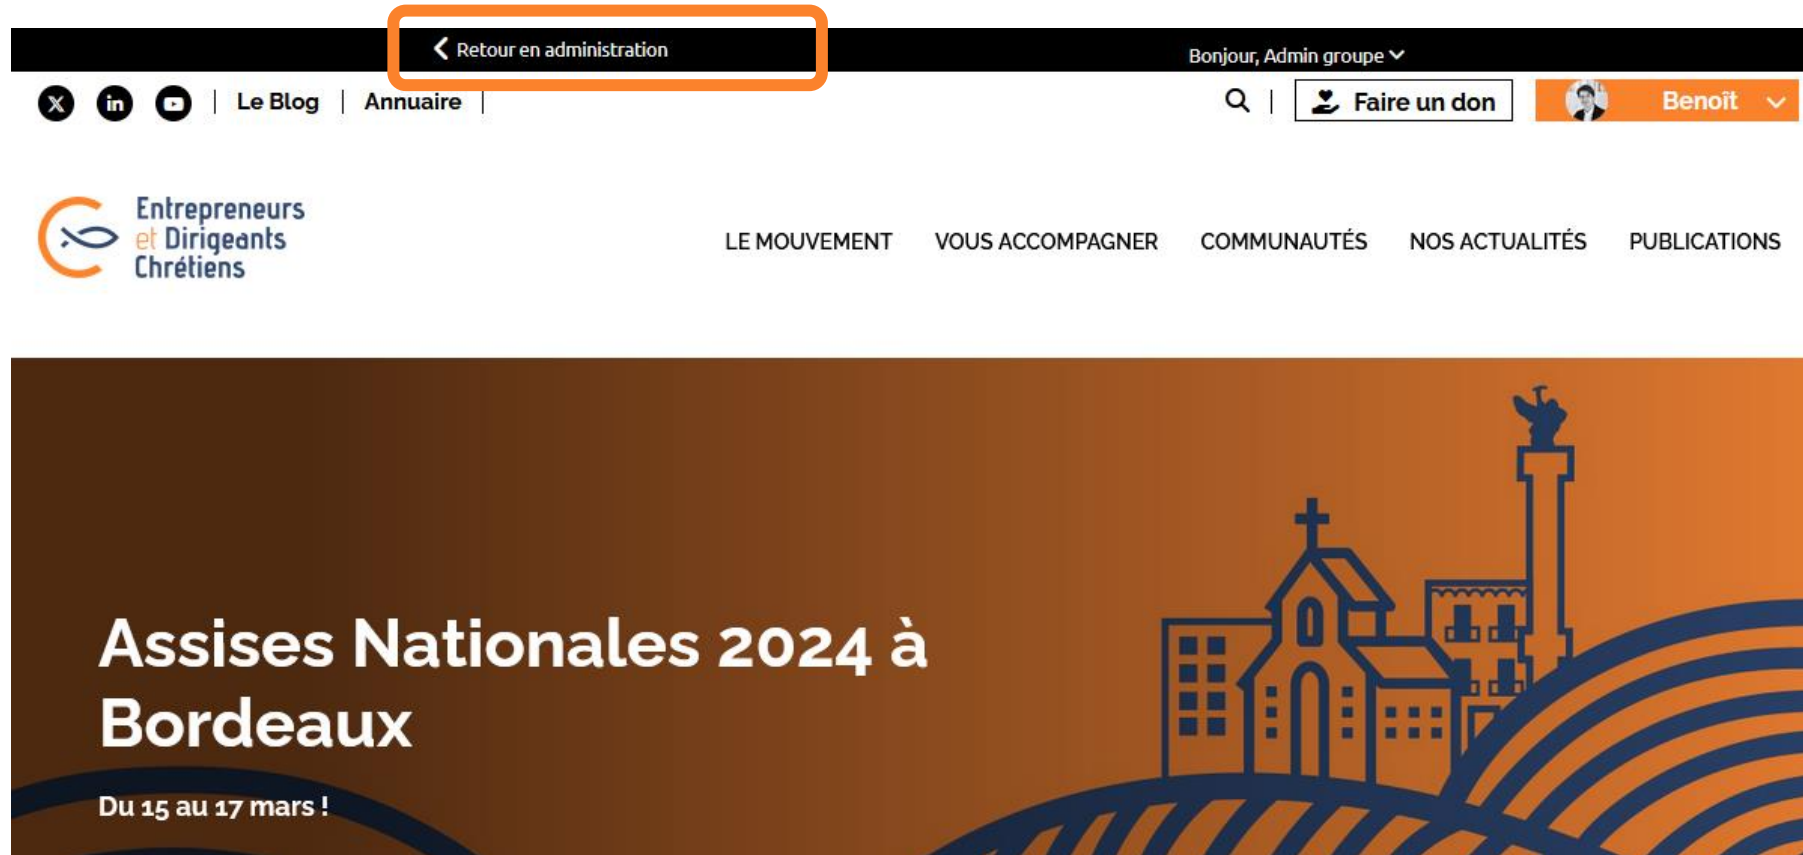 Retour en administration
Bonjour, Admin groupe
Le Blog | Annuaire |
Faire un don
Benoît
Entrepreneurs
et Dirigeants
Chrétiens
LE MOUVEMENT VOUS ACCOMPAGNER COMMUNAUTÉS NOS ACTUALITÉS PUBLICATIONS
Assises Nationales 2024 à
Bordeaux
Du 15 au 17 mars !